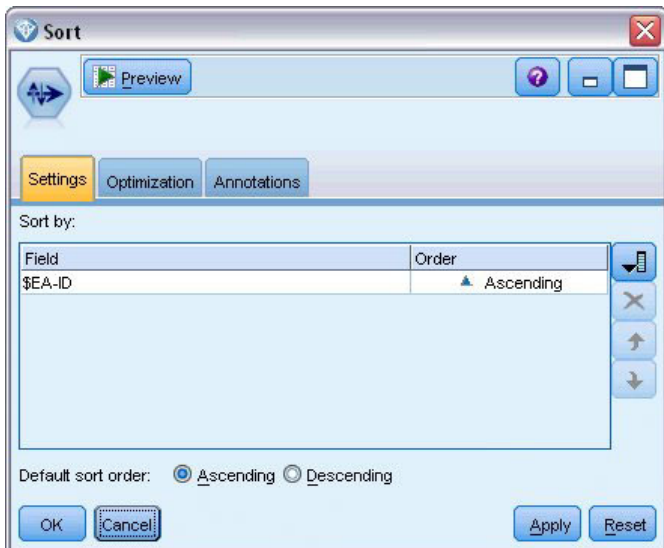 Sort
Preview
?
Settings Optimization Annotations
Sort by:
Field Order
$EA-ID Ascending
Default sort order: Ascending Descending
OK Cancel Apply Reset